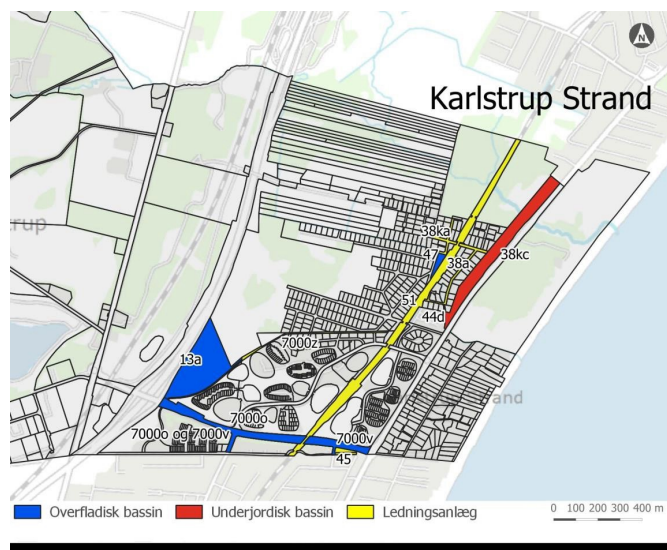 N
Karlstrup Strand
rup
38ka
47
38a
38kc
51
44d
7000z
13a
rand
7000o
7000o og 7000v
7000v
45
Overfladisk bassin
Underjordisk bassin
Ledningsanlæg
0 100 200 300 400 m